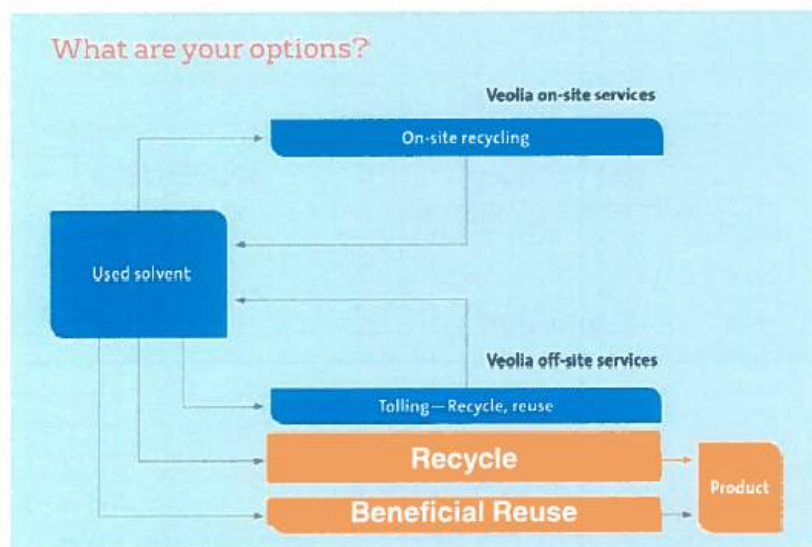 What are your options?
Veolia on-site services
On-site recycling
Used solvent
Veolia off-site services
Tolling—Recycle, reuse
Recycle
Product
Beneficial Reuse